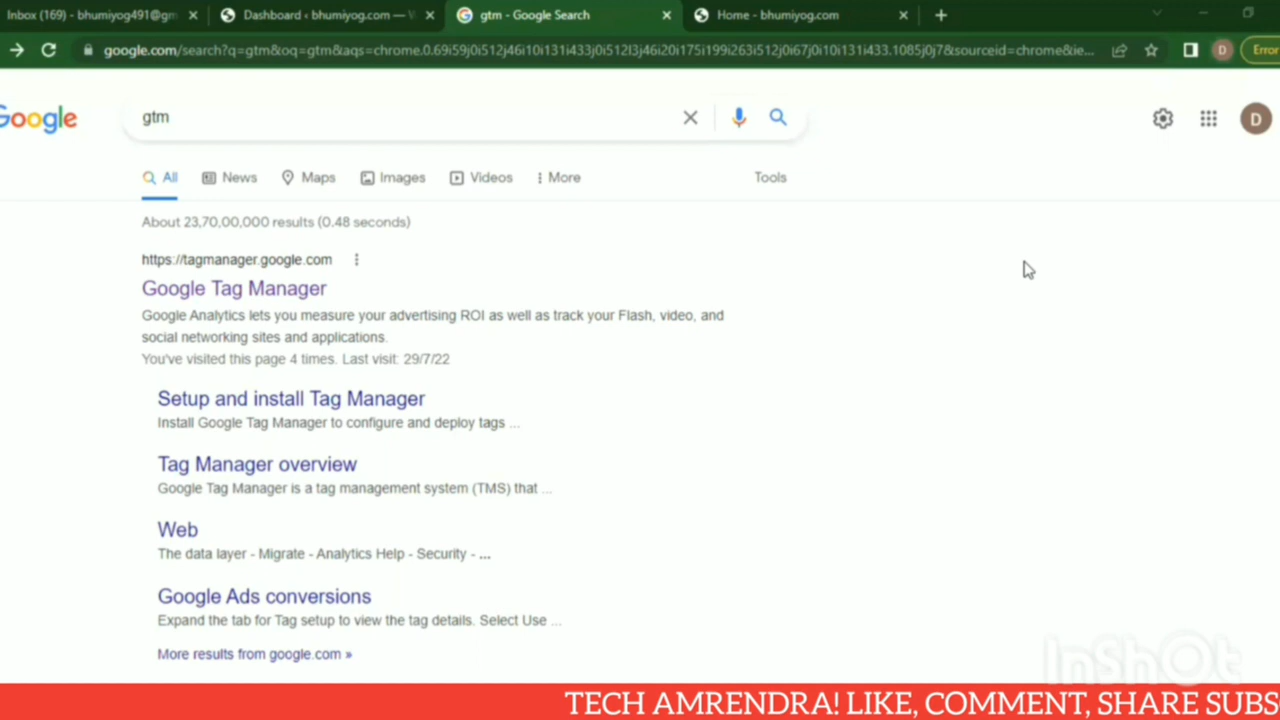 Inbox (169) - bhumiyog491@gm
Dashboard ‹ bhumiyog.com —
gtm - Google Search
Home - bhumiyog.com
google.com/search?q=gtm&oq=gtm&aqs=chrome.0.69i59j0i512j46i10i131i433j0i512l3j46i20i175i199i263i512j0i67j0i10i131i433.1085j0j7&sourceid=chrome&ie...
D
Error
Google
gtm
D
All
News
Maps
Images
Videos
More
Tools
About 23,70,00,000 results (0.48 seconds)
https://tagmanager.google.com
Google Tag Manager
Google Analytics lets you measure your advertising ROI as well as track your Flash, video, and
social networking sites and applications.
You've visited this page 4 times. Last visit: 29/7/22
Setup and install Tag Manager
Install Google Tag Manager to configure and deploy tags ...
Tag Manager overview
Google Tag Manager is a tag management system (TMS) that ...
Web
The data layer - Migrate - Analytics Help - Security - ...
Google Ads conversions
Expand the tab for Tag setup to view the tag details. Select Use ...
More results from google.com »
InShOt
TECH AMRENDRA! LIKE, COMMENT, SHARE SUBS